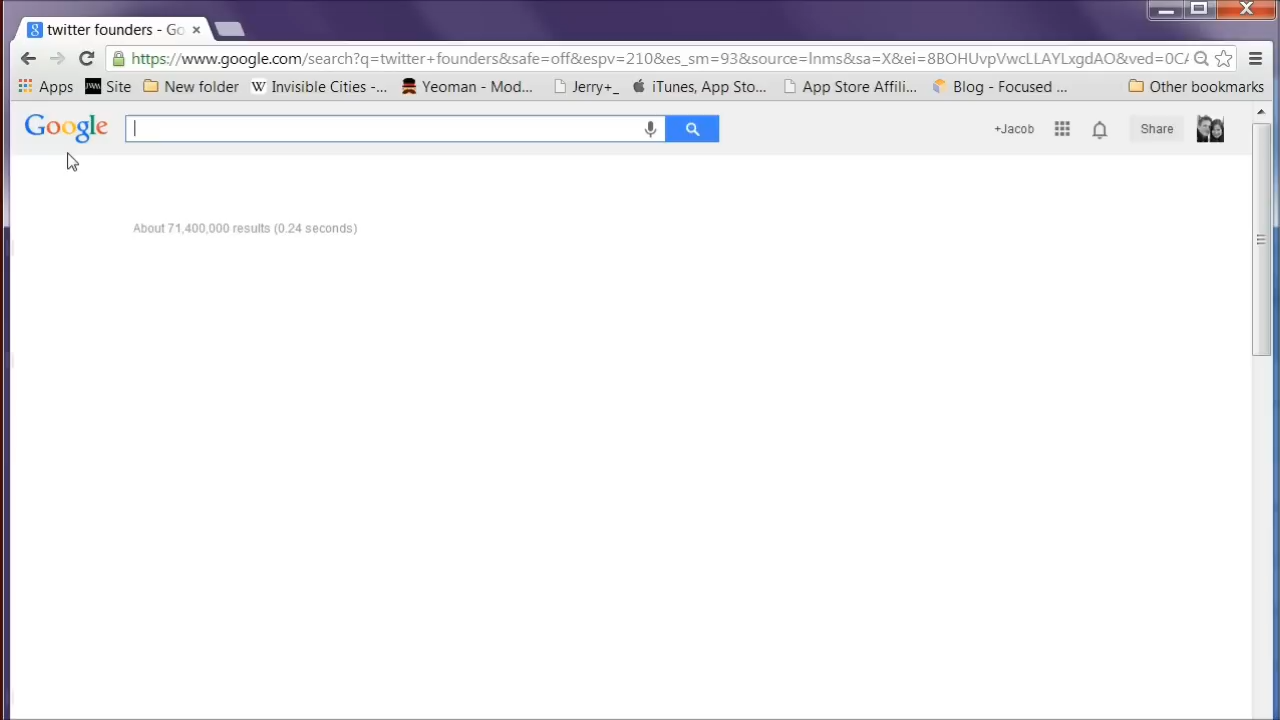 twitter founders - Go
https://www.google.com/search?q=twitter+founders&safe=off&espv=210&es_sm=93&source=lnms&sa=X&ei=8BOHUvpVwcLLAYLxgdAO&ved=0CA
Apps Site New folder W Invisible Cities -... Yeoman - Mod... Jerry+_ iTunes, App Sto... App Store Affili... Blog - Focused ... Other bookmarks
Google +Jacob Share
About 71,400,000 results (0.24 seconds)